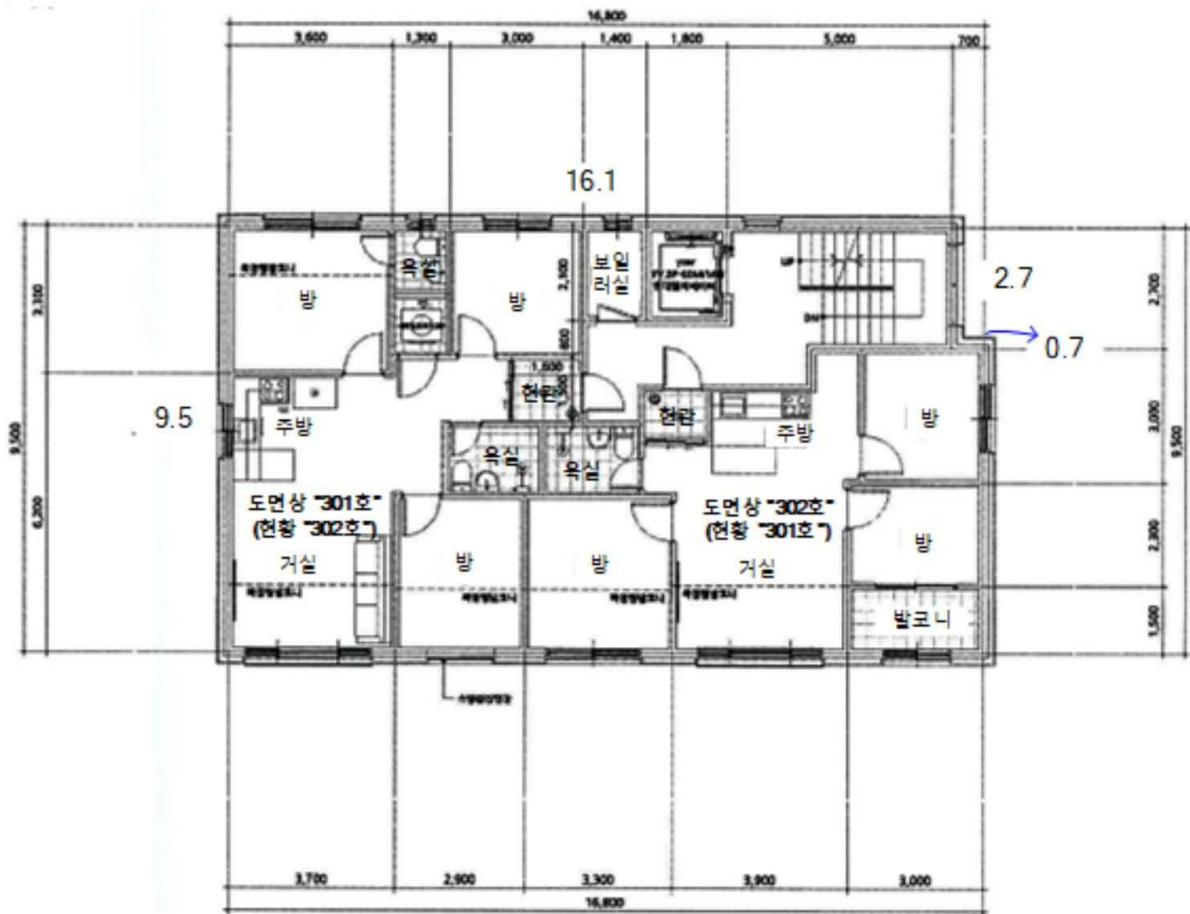 16,800
3,600 1,300 3,000 1,400 1,800 5,000 700
16.1
욕실
보일
러실
방
방
2,300
UP
DN
2.7
2,700
0.7
3,300
800
1,500
현관
현관
주방
주방
방
9.5
9,500
3,000
9,500
욕실
욕실
도면상 "301호"
(현황 "302호")
도면상 "302호"
(현황 "301호")
6,200
거실
방
방
거실
방
2,300
발코니
1,500
3,700 2,900 3,300 3,900 3,000
16,800